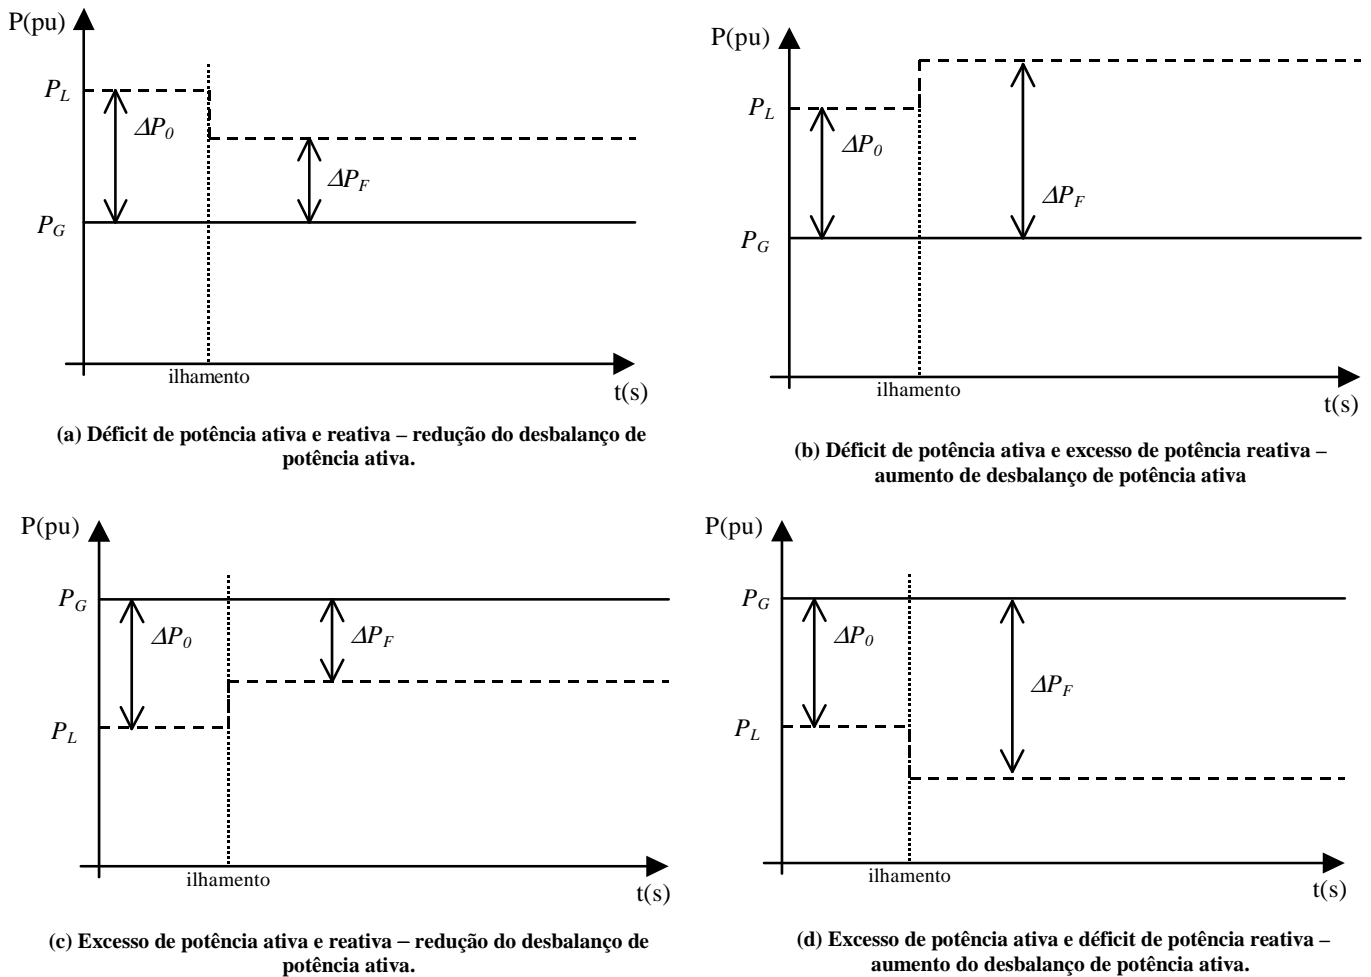 P(pu)
P_L
ΔP_0
ΔP_F
P_G
ilhamento
t(s)
(a) Déficit de potência ativa e reativa – redução do desbalanço de
potência ativa.
P(pu)
P_L
ΔP_0
ΔP_F
P_G
ilhamento
t(s)
(b) Déficit de potência ativa e excesso de potência reativa –
aumento de desbalanço de potência ativa
P(pu)
P_G
ΔP_0
ΔP_F
P_L
ilhamento
t(s)
(c) Excesso de potência ativa e reativa – redução do desbalanço de
potência ativa.
P(pu)
P_G
ΔP_0
ΔP_F
P_L
ilhamento
t(s)
(d) Excesso de potência ativa e déficit de potência reativa –
aumento do desbalanço de potência ativa.